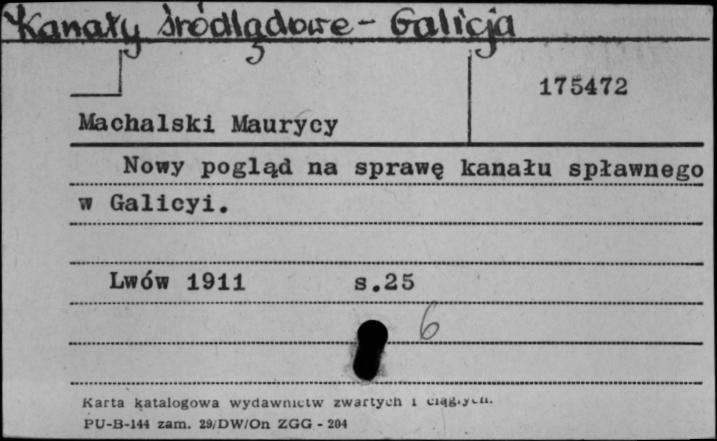 Kanały śródlądowe - Galicja
175472
Machalski Maurycy
Nowy pogląd na sprawę kanału spławnego
w Galicyi.
Lwów 1911 s.25
6
Karta katalogowa wydawnictw zwartych i ciągłych.
PU-B-144 zam. 29/DW/On ZGG - 204